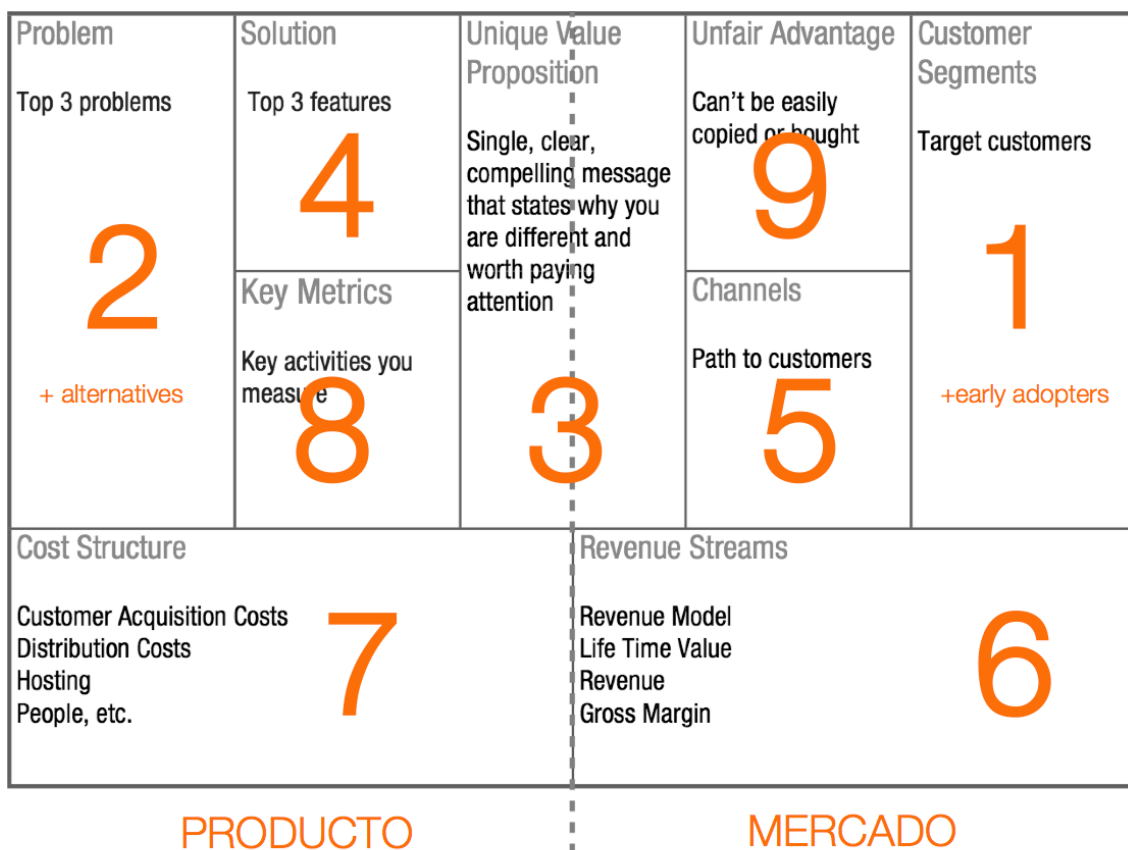 Problem
Top 3 problems
2
+ alternatives
Solution
Top 3 features
4
Key Metrics
Key activities you
measure
8
Unique Value
Proposition
Single, clear,
compelling message
that states why you
are different and
worth paying
attention
3
Unfair Advantage
Can't be easily
copied or bought
9
Channels
Path to customers
5
Customer
Segments
Target customers
1
+early adopters
Cost Structure
Customer Acquisition Costs
Distribution Costs
Hosting
People, etc.
7
Revenue Streams
Revenue Model
Life Time Value
Revenue
Gross Margin
6
PRODUCTO
MERCADO